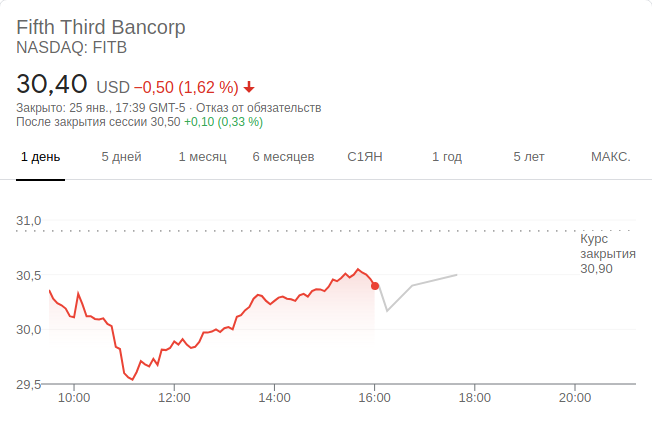 Fifth Third Bancorp
NASDAQ: FITB
30,40 USD −0,50 (1,62 %)
Закрыто: 25 янв., 17:39 GMT-5 · Отказ от обязательств
После закрытия сессии 30,50 +0,10 (0,33 %)
1 день 5 дней 1 месяц 6 месяцев С1ЯН 1 год 5 лет МАКС.
31,0
Курс
закрытия
30,90
30,5
30,0
29,5
10:00 12:00 14:00 16:00 18:00 20:00